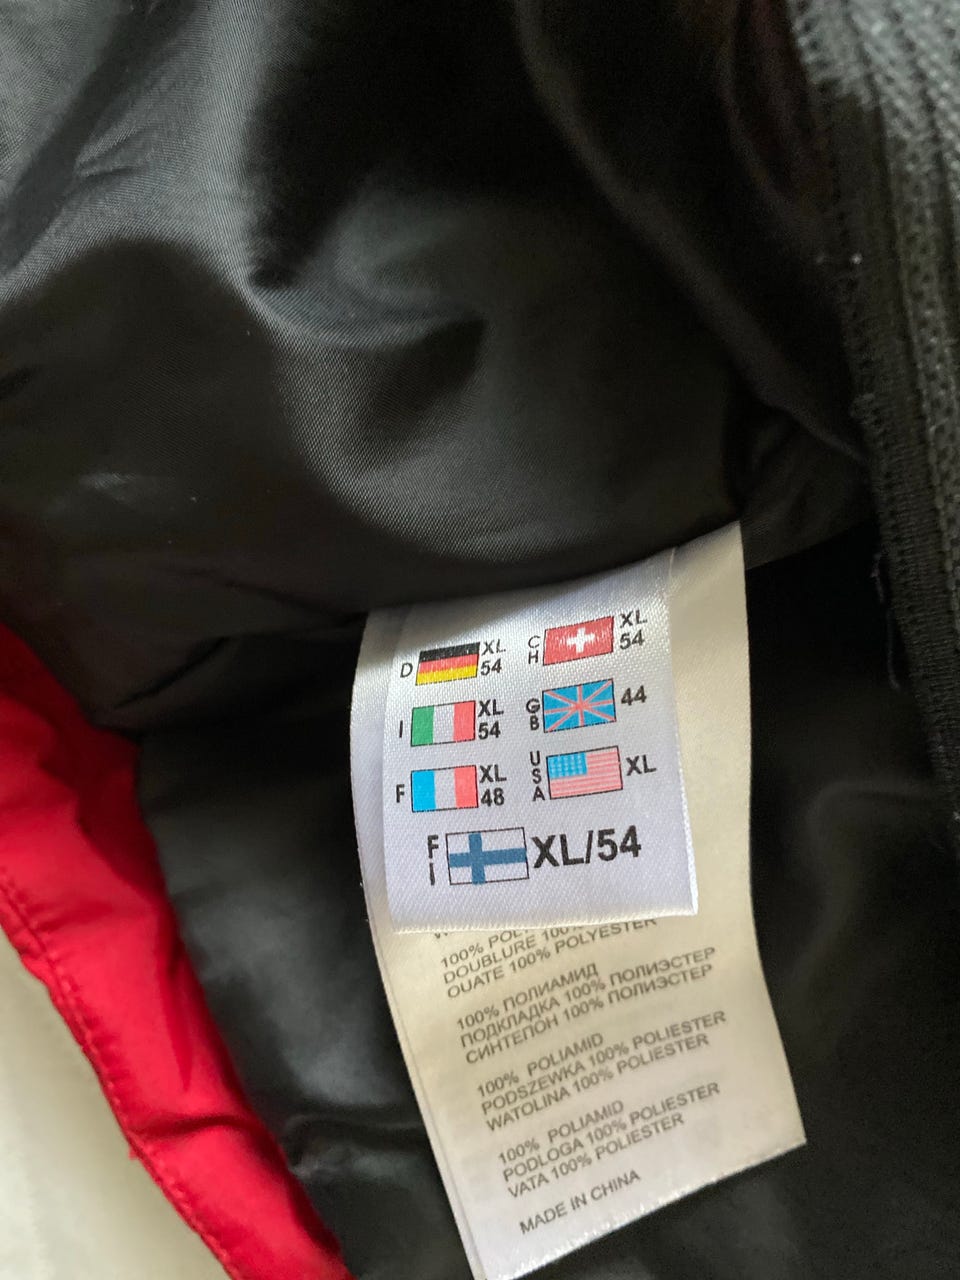 D XL 54
CH XL 54
I XL 54
GB 44
F XL 48
USA XL
FI XL/54
DOUBLURE
OUATE 100% POLYESTER
100% ПОЛИАМИД
ПОДКЛАДКА 100% ПОЛИЭСТЕР
СИНТЕПОН 100% ПОЛИЭСТЕР
100% POLIAMID
PODSZEWKA 100% POLIESTER
WATOLINA 100% POLIESTER
100% POLIAMID
PODLOGA 100% POLIESTER
VATA 100% POLIESTER
MADE IN CHINA